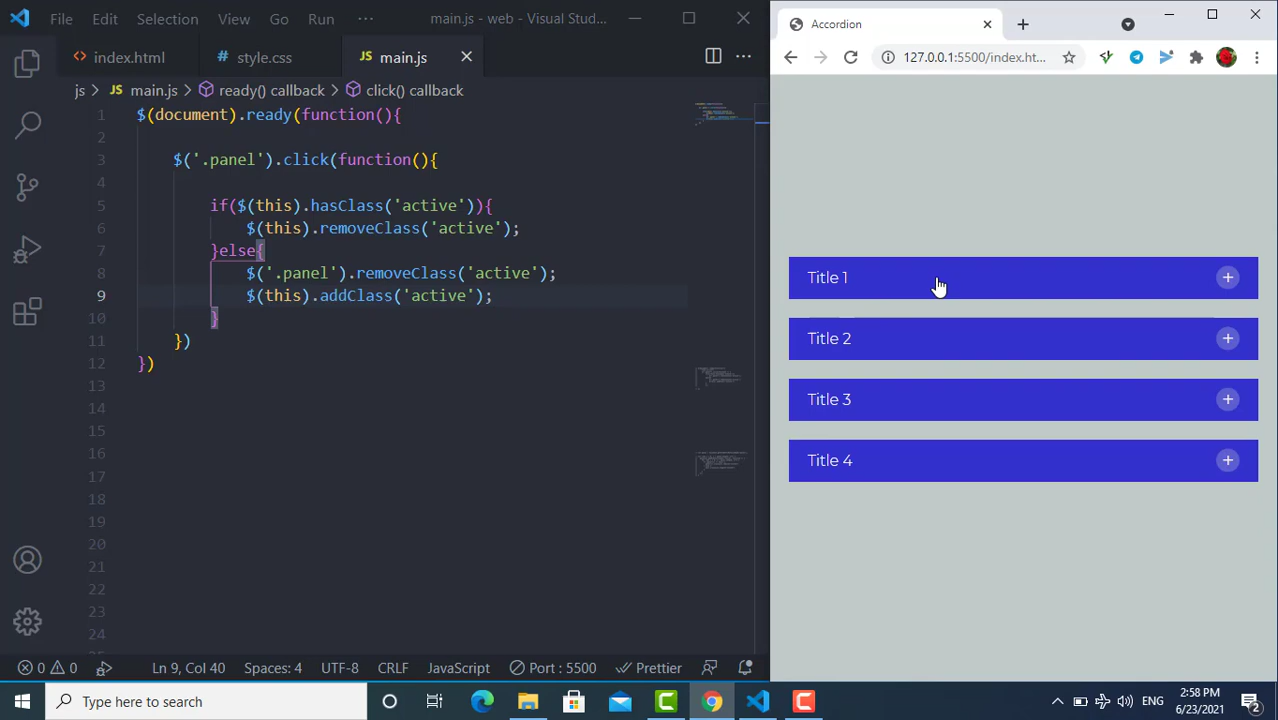 File Edit Selection View Go Run ··· main.js - web - Visual Stud...
index.html style.css JS main.js
js > JS main.js > ready() callback > click() callback
1 $(document).ready(function(){
2
3 $('.panel').click(function(){
4
5 if($(this).hasClass('active')){
6 $(this).removeClass('active');
7 }else{
8 $('.panel').removeClass('active');
9 $(this).addClass('active');
10 }
11 })
12 })
13
14
15
16
17
18
19
20
21
22
23
24
0 0 Ln 9, Col 40 Spaces: 4 UTF-8 CRLF JavaScript Port : 5500 Prettier
Accordion
127.0.0.1:5500/index.ht...
Title 1 +
Title 2 +
Title 3 +
Title 4 +
Type here to search
ENG
2:58 PM
6/23/2021
2